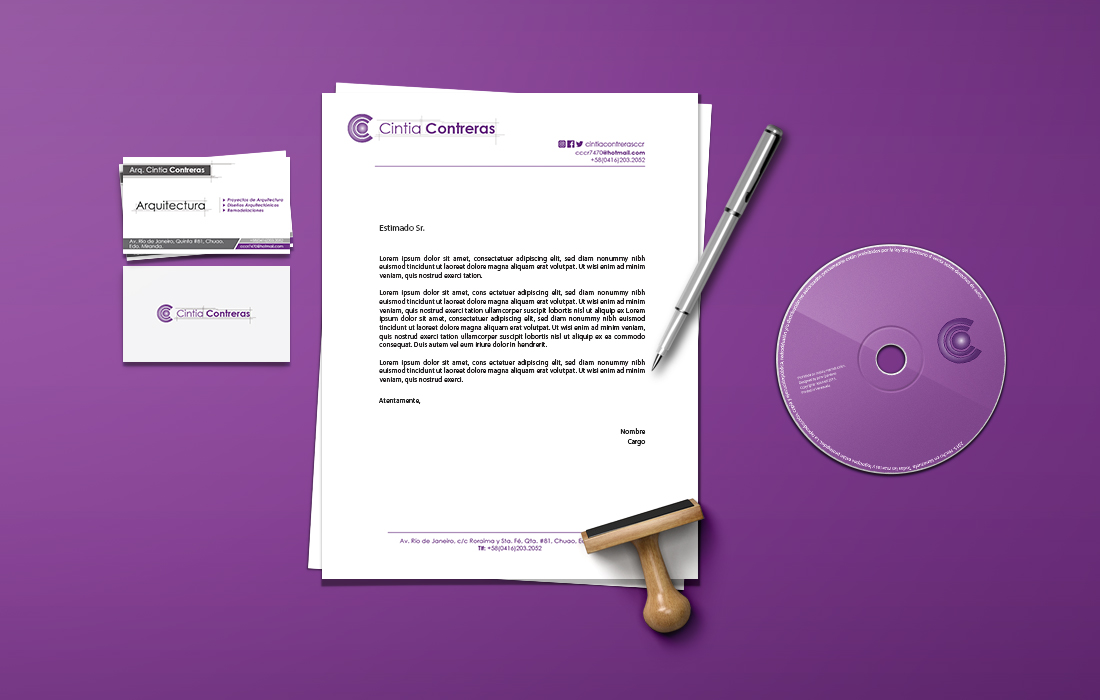 Arq. Cintia Contreras
Arquitectura
Proyectos de Arquitectura
Diseños Arquitectónicos
Remodelaciones
Av. Río de Janeiro, Quinta #81, Chuao,
Edo. Miranda.
cccr7470@hotmail.com
Cintia Contreras
Cintia Contreras
cintiacontrerasccr
cccr7470@hotmail.com
+58(0416)203.2052
Estimado Sr.
Lorem ipsum dolor sit amet, cons ectetuer adipiscing elit, sed diam nonummy nibh
euismod tincidunt ut laoreet dolore magna aliquam erat volutpat. Ut wisi enim ad minim
veniam, quis nostrud exerci tation.
Lorem ipsum dolor sit amet, cons ectetuer adipiscing elit, sed diam nonummy nibh
euismod tincidunt ut laoreet dolore magna aliquam erat volutpat. Ut wisi enim ad minim
veniam, quis nostrud exerci tation ullamcorper suscipit lobortis nisl ut aliquip ex Lorem
ipsum dolor sit amet, consectetuer adipiscing elit, sed diam nonummy nibh euismod
tincidunt ut laoreet dolore magna aliquam erat volutpat. Ut wisi enim ad minim veniam,
quis nostrud exerci tation ullamcorper suscipit lobortis nisl ut aliquip ex ea commodo
consequat. Duis autem vel eum iriure dolor in hendrerit.
Lorem ipsum dolor sit amet, cons ectetuer adipiscing elit, sed diam nonummy nibh
euismod tincidunt ut laoreet dolore magna aliquam erat volutpat. Ut wisi enim ad minim
veniam, quis nostrud exerci.
Atentamente,
Nombre
Cargo
Av. Río de Janeiro, c/c Roraima y Sta. Fé, Qta. #81, Chuao,
Tlf: +58(0416)203.2052